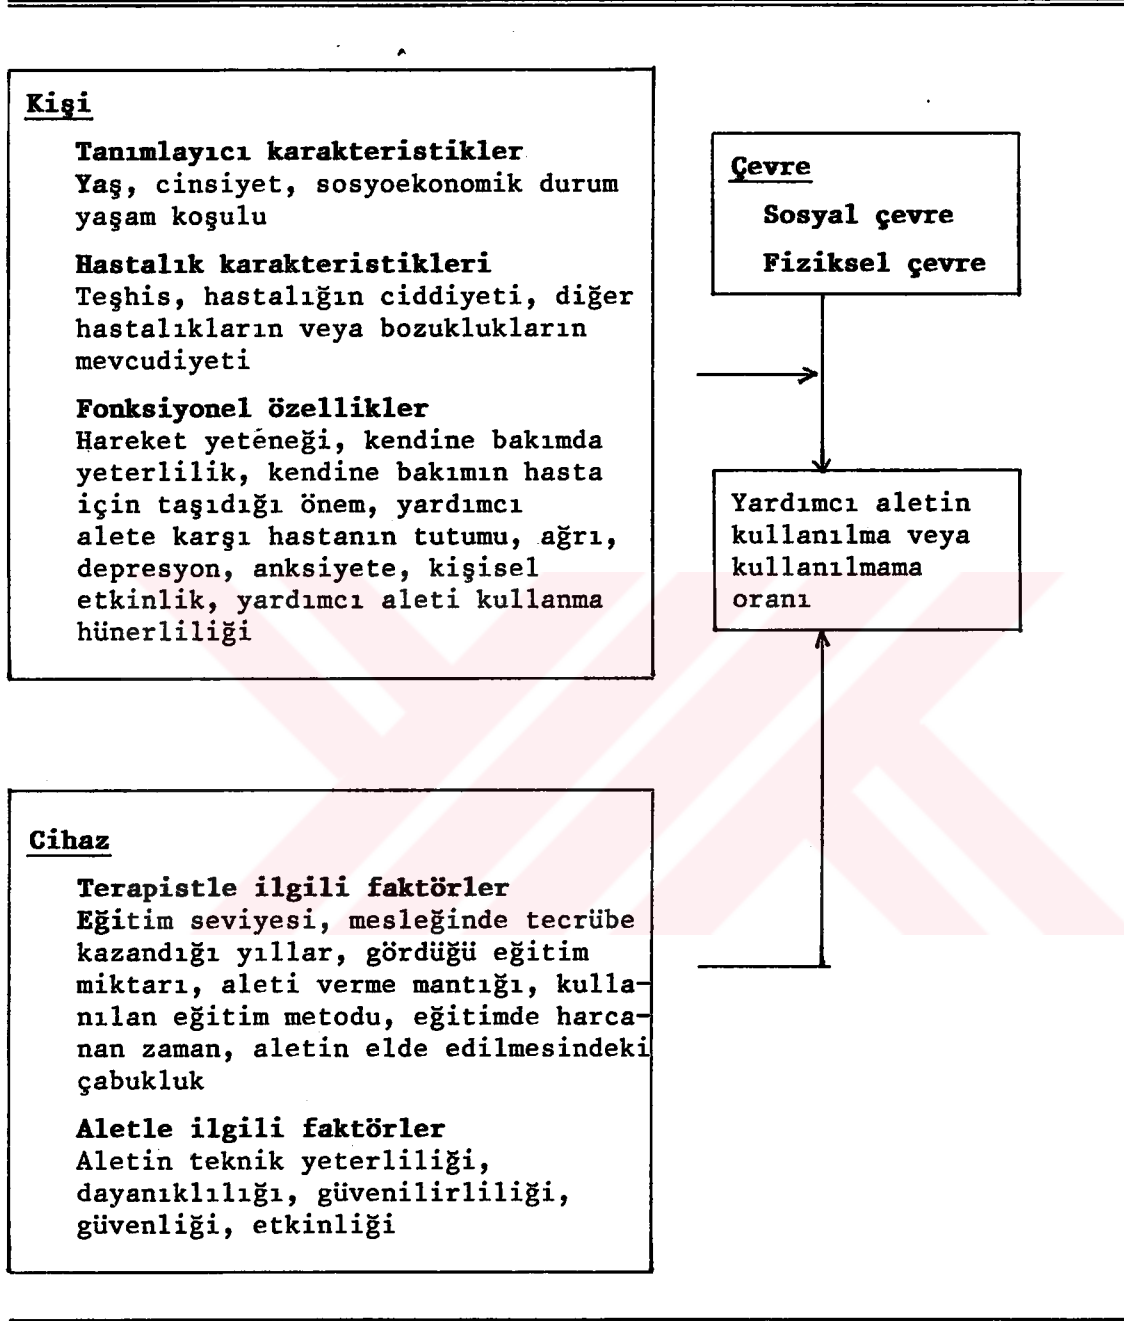 Kişi
Tanımlayıcı karakteristikler
Yaş, cinsiyet, sosyoekonomik durum
yaşam koşulu
Hastalık karakteristikleri
Teşhis, hastalığın ciddiyeti, diğer
hastalıkların veya bozuklukların
mevcudiyeti
Fonksiyonel özellikler
Hareket yeteneği, kendine bakımda
yeterlilik, kendine bakımın hasta
için taşıdığı önem, yardımcı
alete karşı hastanın tutumu, ağrı,
depresyon, anksiyete, kişisel
etkinlik, yardımcı aleti kullanma
hünerliliği
Çevre
Sosyal çevre
Fiziksel çevre
Yardımcı aletin
kullanılma veya
kullanılmama
oranı
Cihaz
Terapistle ilgili faktörler
Eğitim seviyesi, mesleğinde tecrübe
kazandığı yıllar, gördüğü eğitim
miktarı, aleti verme mantığı, kulla-
nılan eğitim metodu, eğitimde harca-
nan zaman, aletin elde edilmesindeki
çabukluk
Aletle ilgili faktörler
Aletin teknik yeterliliği,
dayanıklılığı, güvenilirliliği,
güvenliği, etkinliği